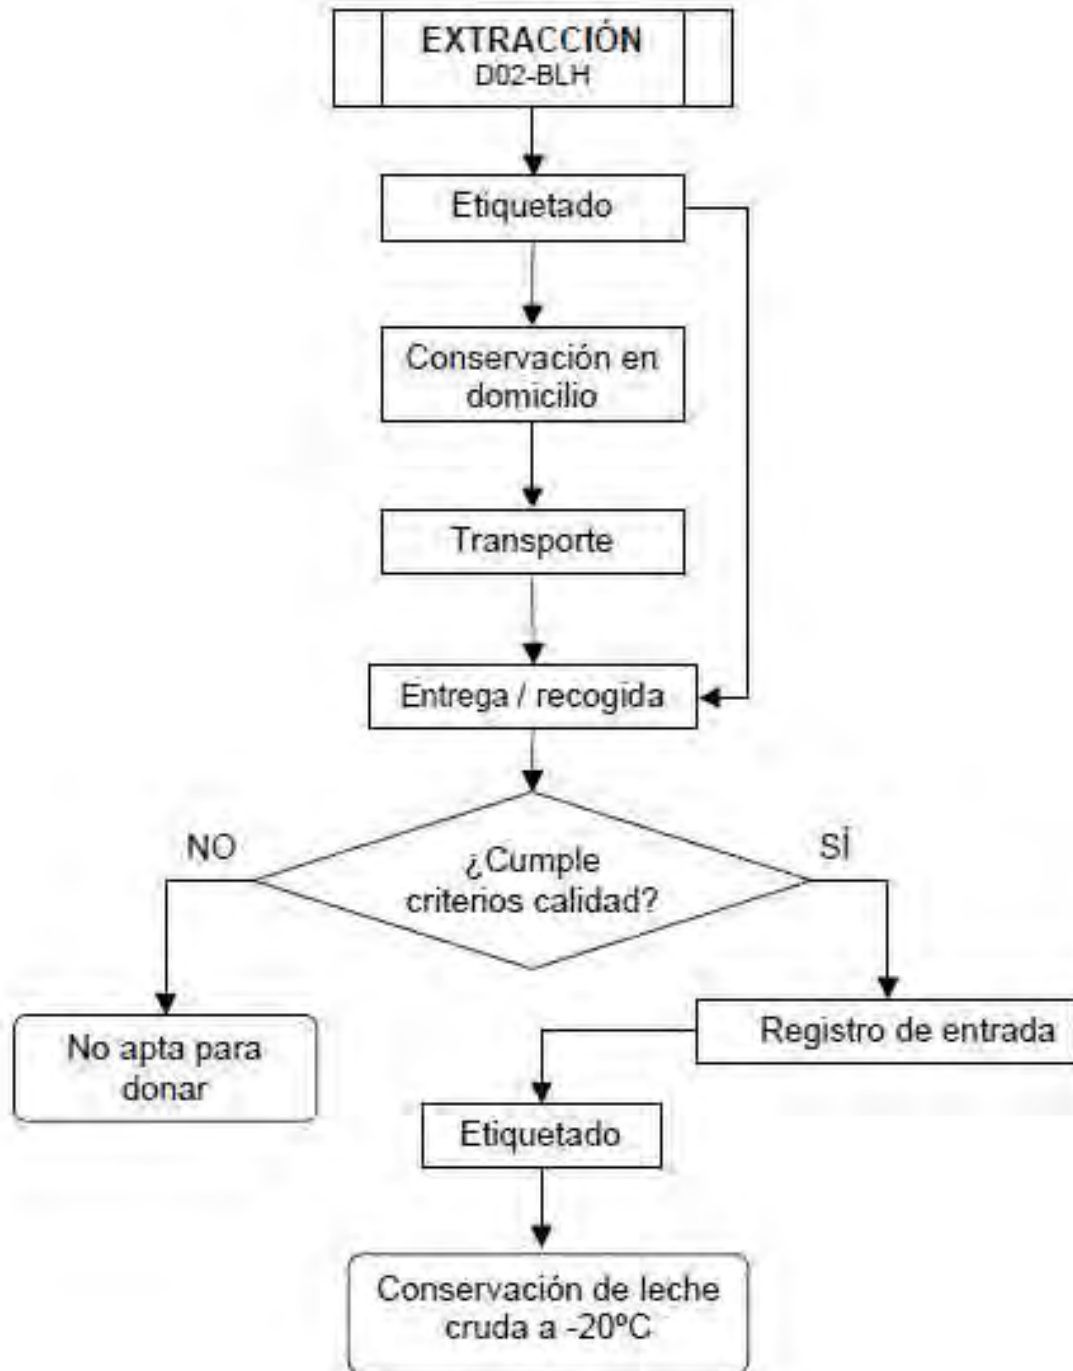 EXTRACCIÓN
D02-BLH
Etiquetado
Conservación en
domicilio
Transporte
Entrega / recogida
NO
¿Cumple
criterios calidad?
SÍ
No apta para
donar
Registro de entrada
Etiquetado
Conservación de leche
cruda a -20ºC